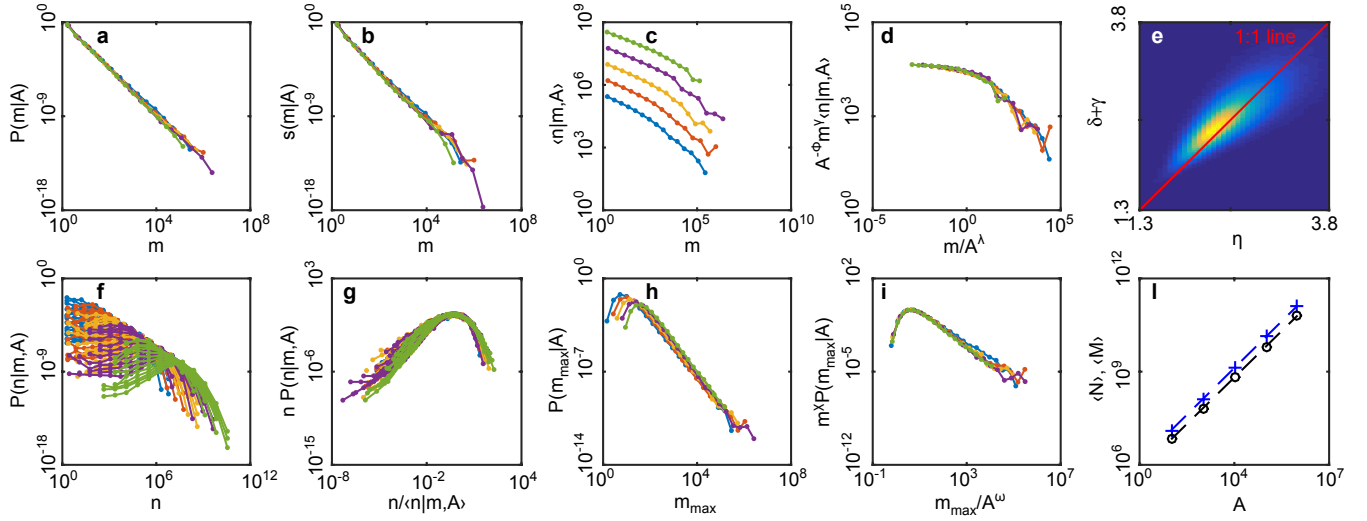 a
P(m|A)
10^0
10^-9
10^-18
10^0
10^4
10^8
m
b
s(m|A)
10^0
10^-9
10^-18
10^0
10^4
10^8
m
c
⟨n|m,A⟩
10^9
10^6
10^3
10^0
10^0
10^5
10^10
m
d
A^-Φ m^γ⟨n|m,A⟩
10^5
10^3
10^0
10^-5
10^0
10^5
m/A^λ
e
1:1 line
δ+γ
3.8
1.3
1.3
3.8
η
f
P(n|m,A)
10^0
10^-9
10^-18
10^0
10^6
10^12
n
g
n P(n|m,A)
10^3
10^-6
10^-15
10^-8
10^-2
10^4
n/⟨n|m,A⟩
h
P(m_max|A)
10^0
10^-7
10^-14
10^0
10^4
10^8
m_max
i
m^χP(m_max|A)
10^2
10^-5
10^-12
10^0
10^3
10^7
m_max/A^ω
l
⟨N⟩, ⟨M⟩
10^12
10^9
10^6
10^1
10^4
10^7
A